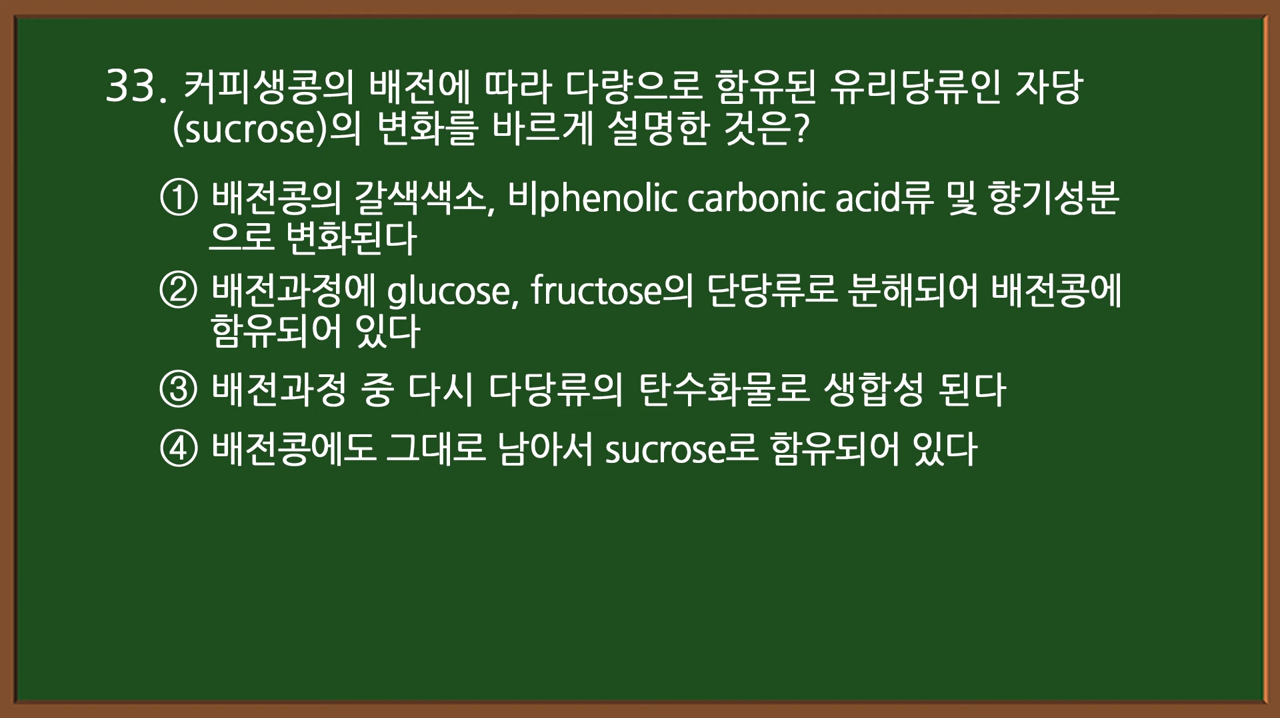 33. 커피생콩의 배전에 따라 다량으로 함유된 유리당류인 자당
(sucrose)의 변화를 바르게 설명한 것은?
① 배전콩의 갈색색소, 비phenolic carbonic acid류 및 향기성분
으로 변화된다
② 배전과정에 glucose, fructose의 단당류로 분해되어 배전콩에
함유되어 있다
③ 배전과정 중 다시 다당류의 탄수화물로 생합성 된다
④ 배전콩에도 그대로 남아서 sucrose로 함유되어 있다